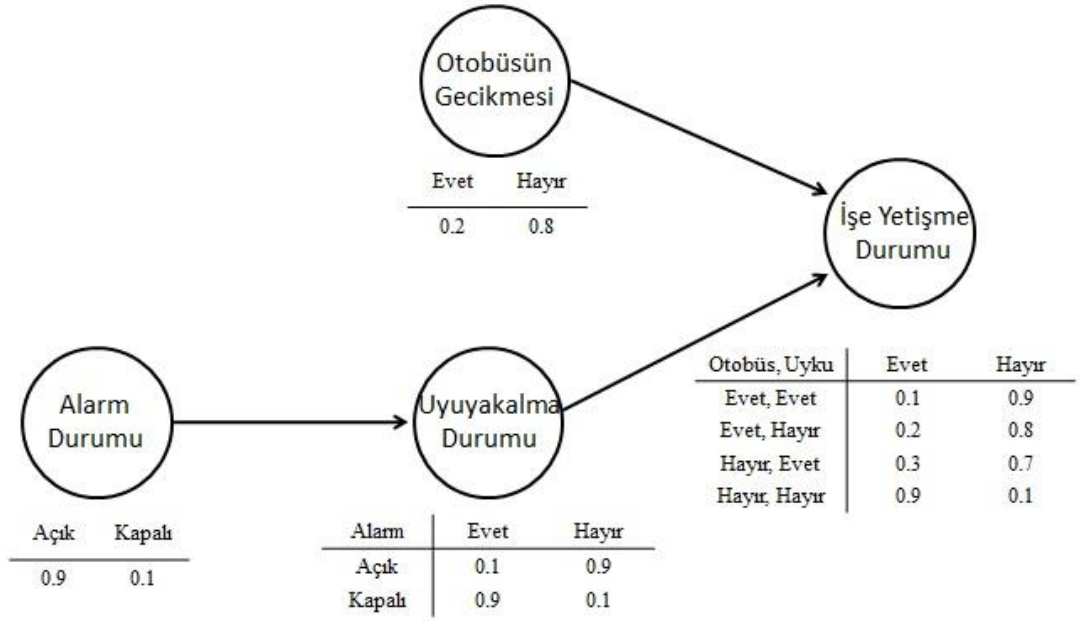 Otobüsün
Gecikmesi
Evet Hayır
0.2 0.8
İşe Yetişme
Durumu
Otobüs, Uyku Evet Hayır
Evet, Evet 0.1 0.9
Evet, Hayır 0.2 0.8
Hayır, Evet 0.3 0.7
Hayır, Hayır 0.9 0.1
Alarm
Durumu
Açık Kapalı
0.9 0.1
Uyuyakalma
Durumu
Alarm Evet Hayır
Açık 0.1 0.9
Kapalı 0.9 0.1